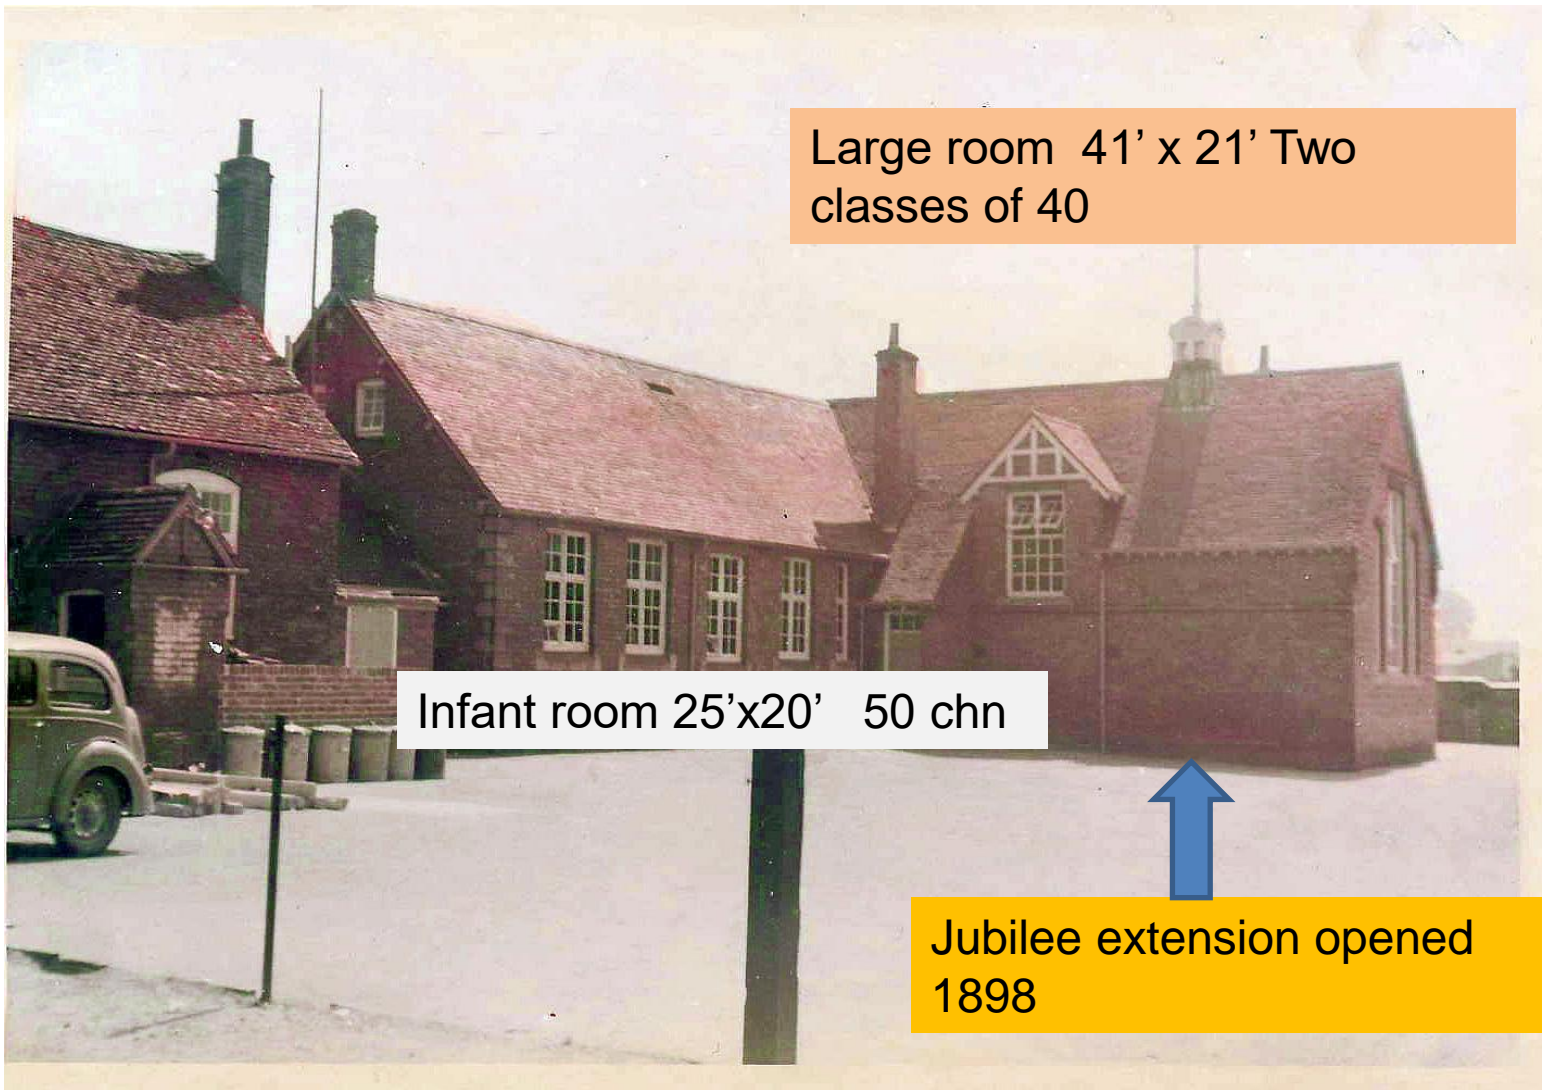 Large room  41’ x 21’ Two
classes of 40
Infant room 25’x20’   50 chn
Jubilee extension opened
1898